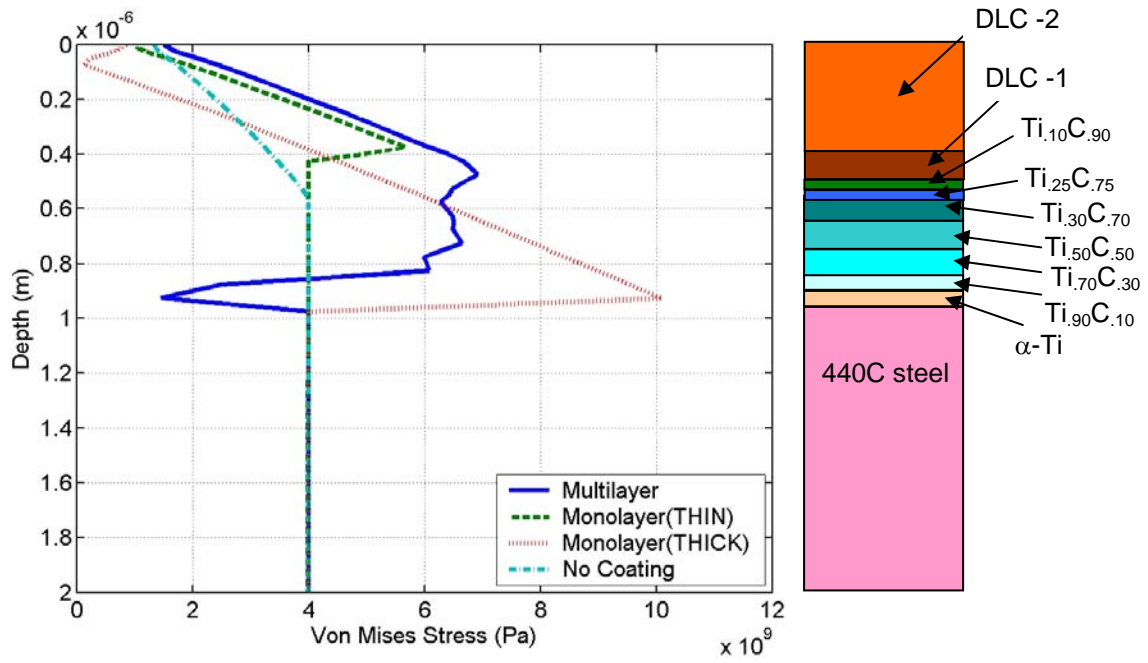 x 10-6
0
0.2
0.4
0.6
0.8
1
1.2
1.4
1.6
1.8
2
Depth (m)
0 2 4 6 8 10 12
Von Mises Stress (Pa)
x 10 9
Multilayer
Monolayer(THIN)
Monolayer(THICK)
No Coating
DLC -2
DLC -1
Ti.10C.90
Ti.25C.75
Ti.30C.70
Ti.50C.50
Ti.70C.30
Ti.90C.10
α-Ti
440C steel